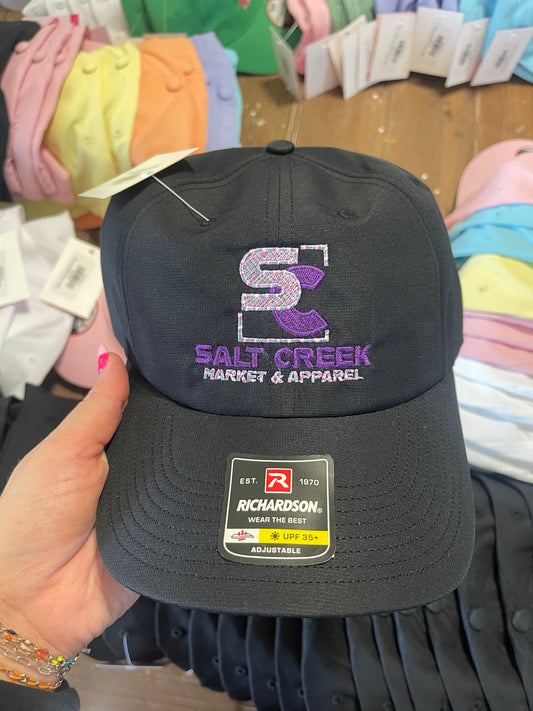 SC
SALT CREEK
MARKET & APPAREL
EST. R 1970
RICHARDSON®
WEAR THE BEST
UPF 35+
ADJUSTABLE